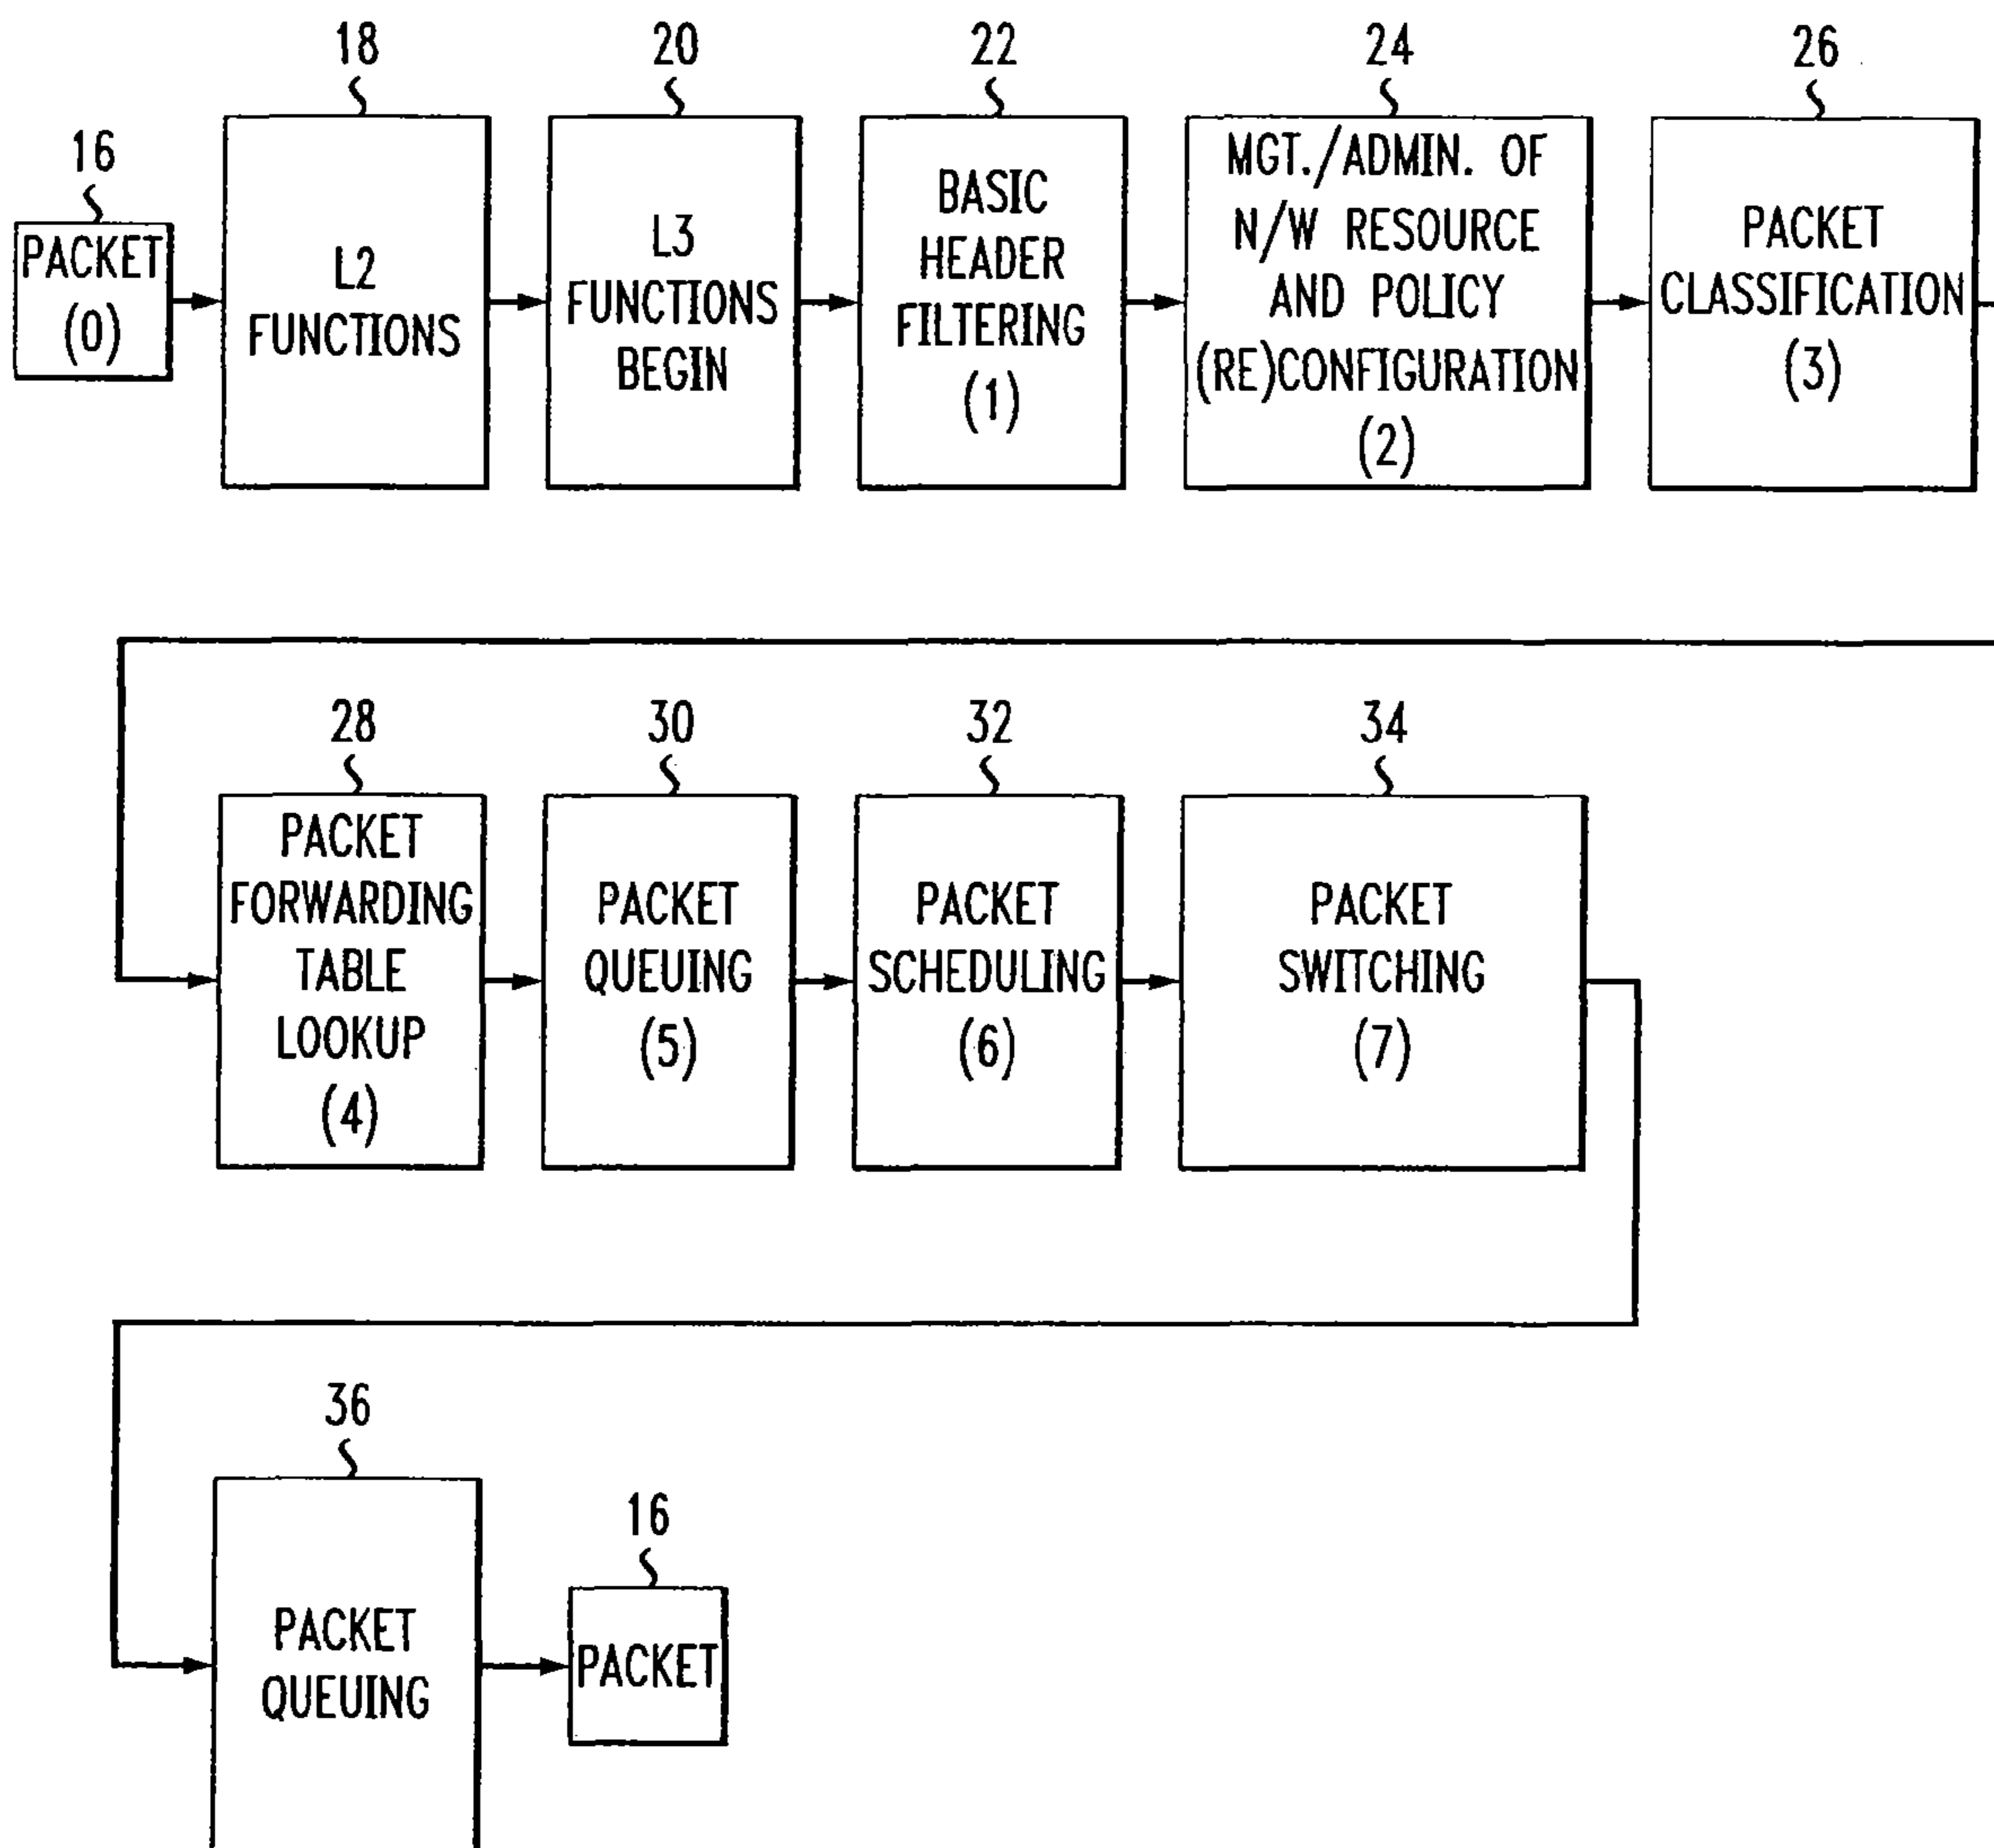 16
PACKET
(0)
18
L2
FUNCTIONS
20
L3
FUNCTIONS
BEGIN
22
BASIC
HEADER
FILTERING
(1)
24
MGT./ADMIN. OF
N/W RESOURCE
AND POLICY
(RE)CONFIGURATION
(2)
26
PACKET
CLASSIFICATION
(3)
28
PACKET
FORWARDING
TABLE
LOOKUP
(4)
30
PACKET
QUEUING
(5)
32
PACKET
SCHEDULING
(6)
34
PACKET
SWITCHING
(7)
36
PACKET
QUEUING
16
PACKET